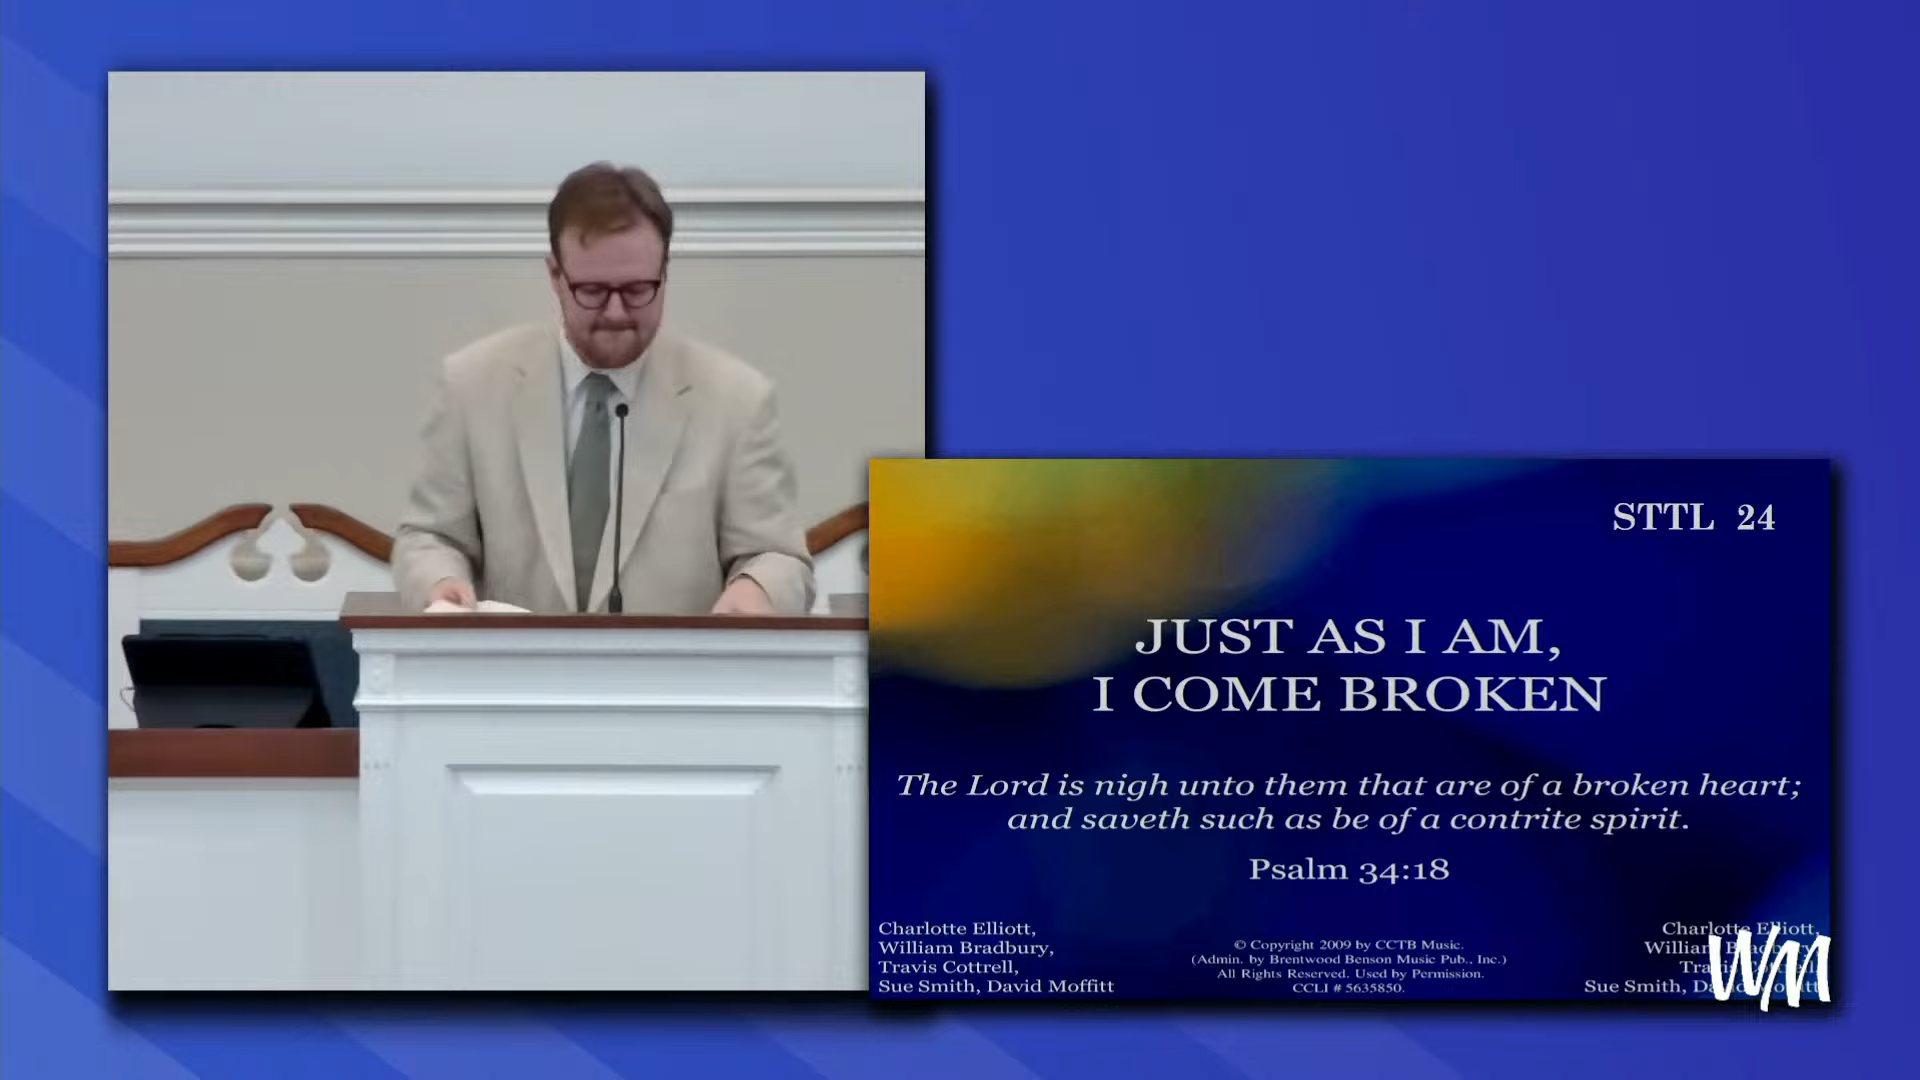 STTL 24
JUST AS I AM,
I COME BROKEN
The Lord is nigh unto them that are of a broken heart;
and saveth such as be of a contrite spirit.
Psalm 34:18
Charlotte Elliott,
William Bradbury,
Travis Cottrell,
Sue Smith, David Moffitt
© Copyright 2009 by CCTB Music.
(Admin. by Brentwood Benson Music Pub., Inc.)
All Rights Reserved. Used by Permission.
CCLI # 5635850.
Charlotte Elliott,
Sue Smith,
WM